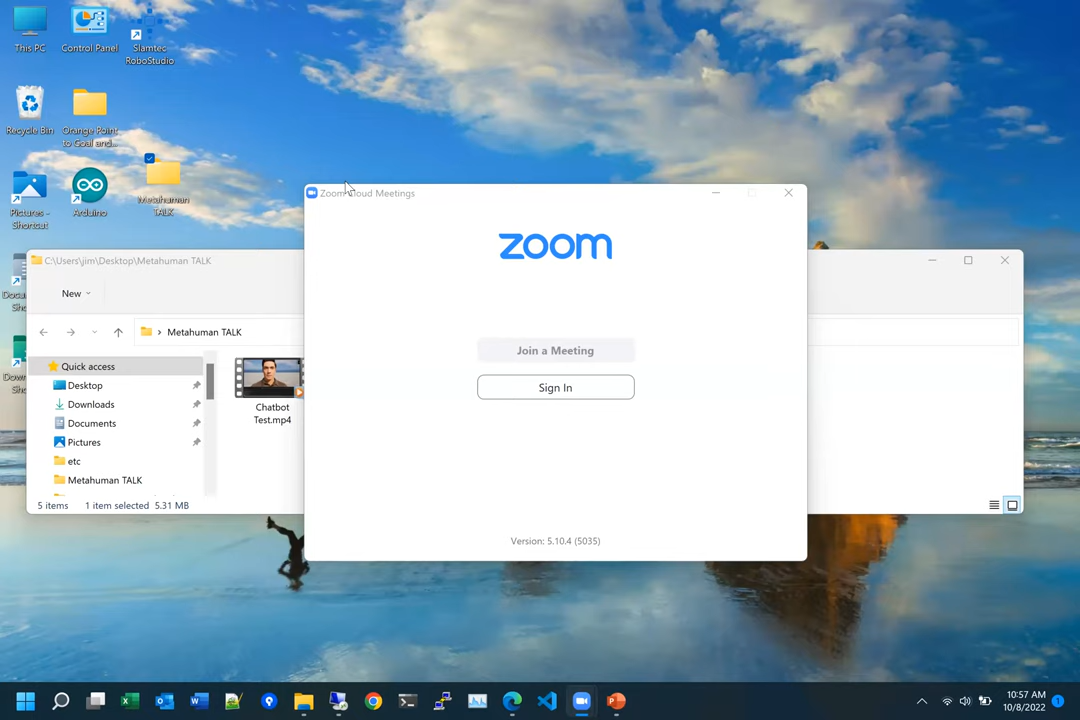 This PC
Control Panel
Slamtec
RoboStudio
Recycle Bin
Orange Point
to Goal and...
Pictures -
Shortcut
Arduino
Metahuman
TALK
Zoom Cloud Meetings
zoom
Join a Meeting
Sign In
Version: 5.10.4 (5035)
C:\Users\jim\Desktop\Metahuman TALK
New
Metahuman TALK
Quick access
Desktop
Downloads
Documents
Pictures
etc
Metahuman TALK
Chatbot
Test.mp4
5 items 1 item selected 5.31 MB
10:57 AM
10/8/2022
1